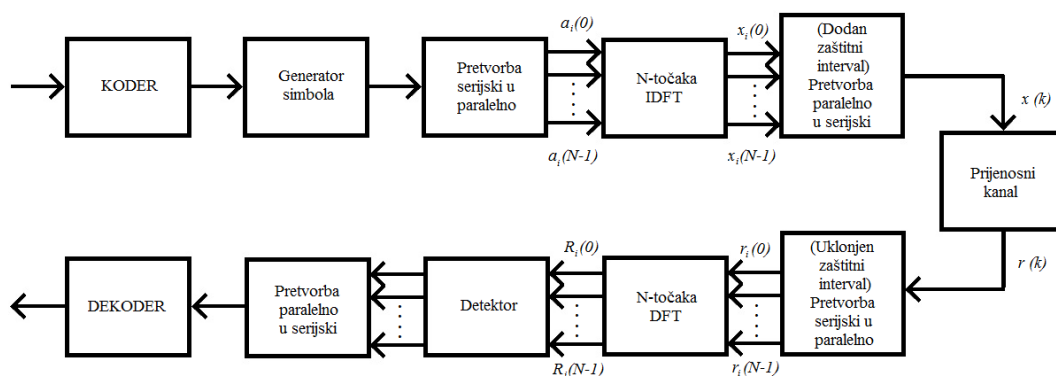 KODER
Generator
simbola
Pretvorba
serijski u
paralelno
a_i(0)
a_i(N-1)
N-točaka
IDFT
x_i(0)
x_i(N-1)
(Dodan
zaštitni
interval)
Pretvorba
paralelno
u serijski
x (k)
Prijenosni
kanal
r (k)
(Uklonjen
zaštitni
interval)
Pretvorba
serijski u
paralelno
r_i(0)
r_i(N-1)
N-točaka
DFT
R_i(0)
R_i(N-1)
Detektor
Pretvorba
paralelno
u serijski
DEKODER